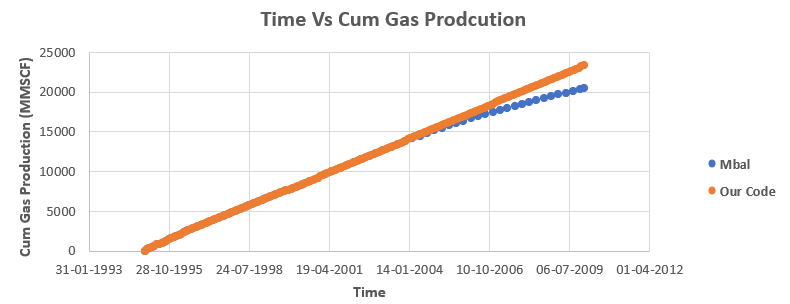 Time Vs Cum Gas Prodcution
Cum Gas Production (MMSCF)
25000
20000
15000
10000
5000
0
31-01-1993 28-10-1995 24-07-1998 19-04-2001 14-01-2004 10-10-2006 06-07-2009 01-04-2012
Time
Mbal
Our Code